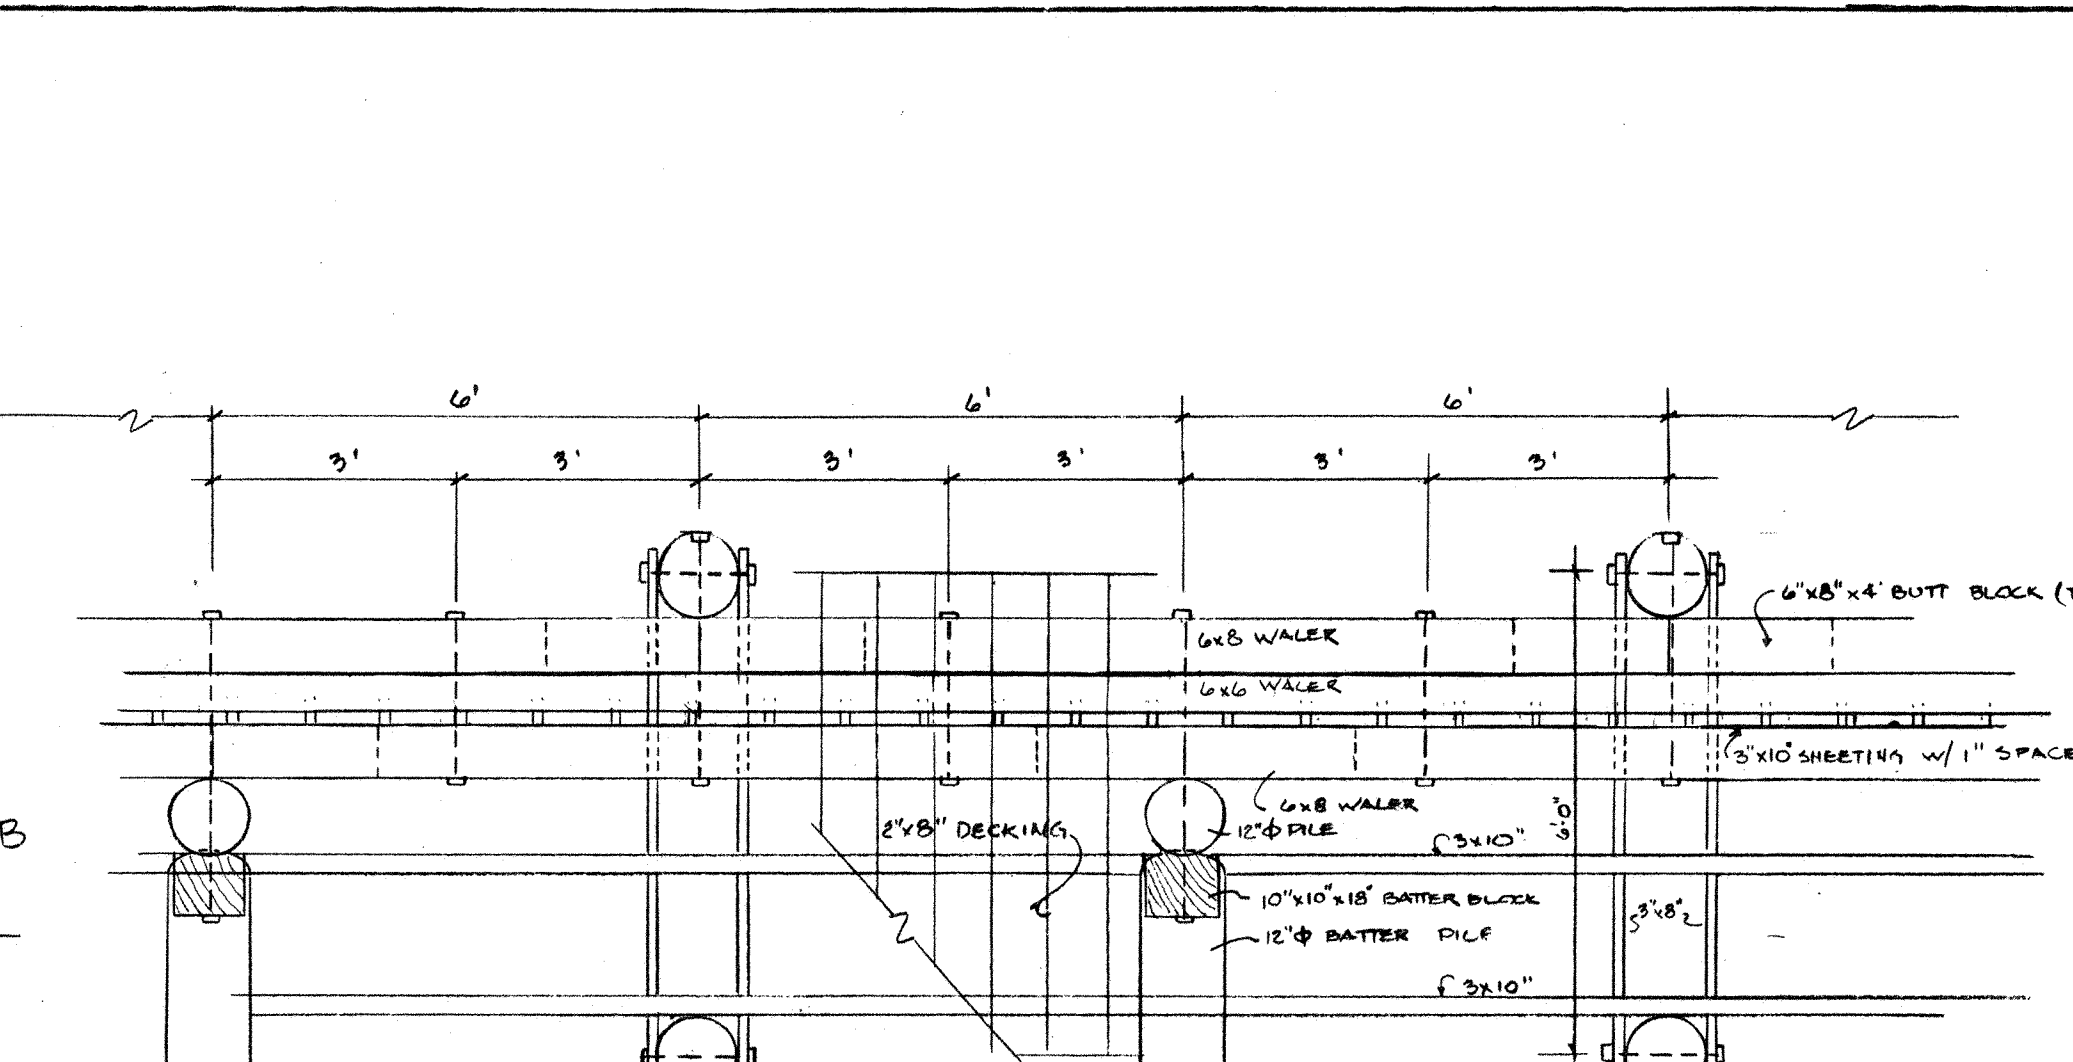 6' 6' 6'
3' 3' 3' 3' 3' 3'
6"x8"x4' BUTT BLOCK (T
6x8 WALER
6x6 WALER
3"x10" SHEETING W/ 1" SPACE
6x8 WALER
2"x8" DECKING
12"ϕ PILE
6'-0"
B
3x10"
10"x10"x18" BATTER BLOCK
3"x8"
12"ϕ BATTER PILE
3x10"